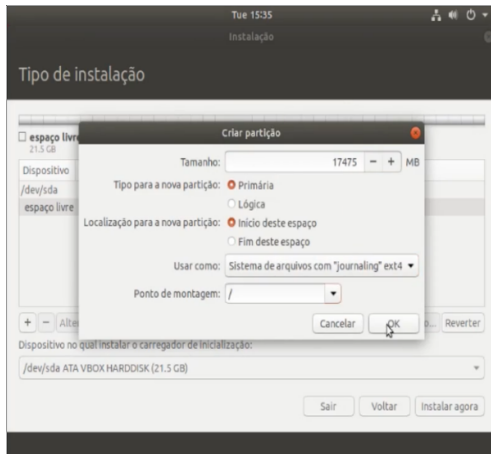 Tue 15:35
Instalação
Tipo de instalação
espaço livre
21.5 GB
Criar partição
Tamanho: 17475 − + MB
Tipo para a nova partição: Primária
Lógica
Localização para a nova partição: Início deste espaço
Fim deste espaço
Usar como: Sistema de arquivos com "journaling" ext4
Ponto de montagem: /
Cancelar OK
Dispositivo
/dev/sda
espaço livre
+ − Alte o... Reverter
Dispositivo no qual instalar o carregador de inicialização:
/dev/sda ATA VBOX HARDDISK (21.5 GB)
Sair Voltar Instalar agora